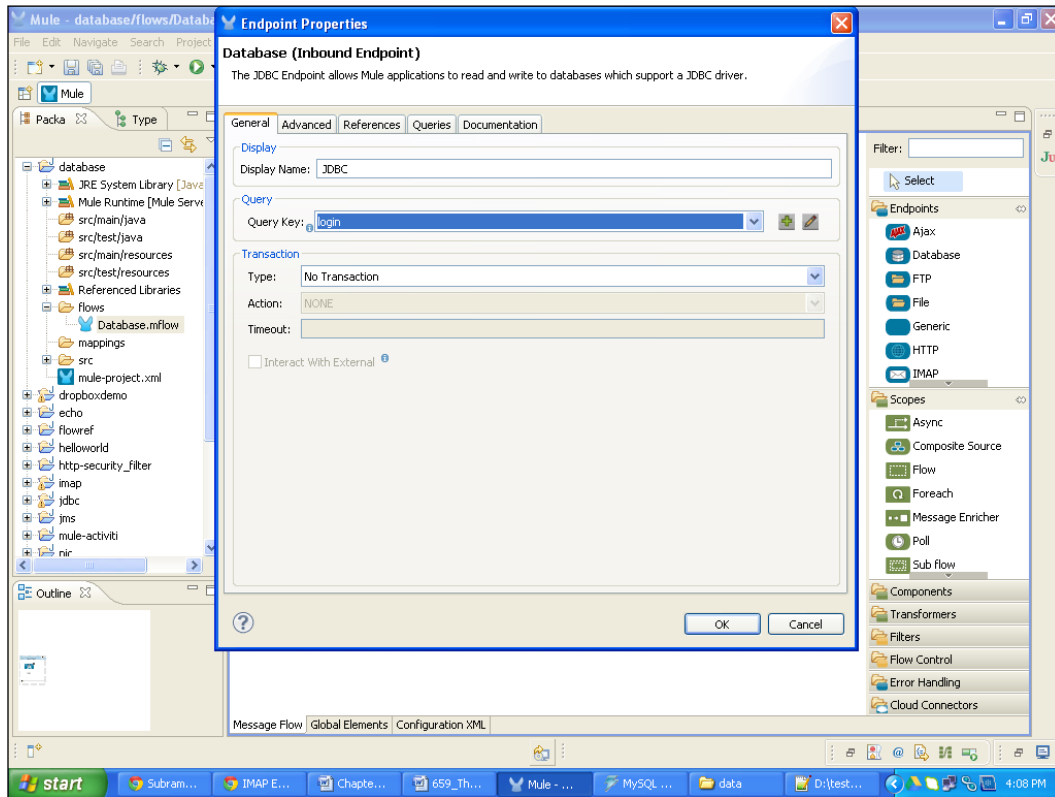 Mule - database/flows/Databa
File Edit Navigate Search Project
Mule
Packa
Type
database
JRE System Library [Java
Mule Runtime [Mule Serve
src/main/java
src/test/java
src/main/resources
src/test/resources
Referenced Libraries
flows
Database.mflow
mappings
src
mule-project.xml
dropboxdemo
echo
flowref
helloworld
http-security_filter
imap
jdbc
jms
mule-activiti
nic
Outline
Endpoint Properties
Database (Inbound Endpoint)
The JDBC Endpoint allows Mule applications to read and write to databases which support a JDBC driver.
General Advanced References Queries Documentation
Display
Display Name: JDBC
Query
Query Key: login
Transaction
Type: No Transaction
Action: NONE
Timeout:
Interact With External
OK Cancel
Message Flow Global Elements Configuration XML
Filter:
Select
Endpoints
Ajax
Database
FTP
File
Generic
HTTP
IMAP
Scopes
Async
Composite Source
Flow
Foreach
Message Enricher
Poll
Sub flow
Components
Transformers
Filters
Flow Control
Error Handling
Cloud Connectors
Ju
start Subram... IMAP E... Chapte... 659_Th... Mule - ... MySQL ... data D:\test... 4:08 PM